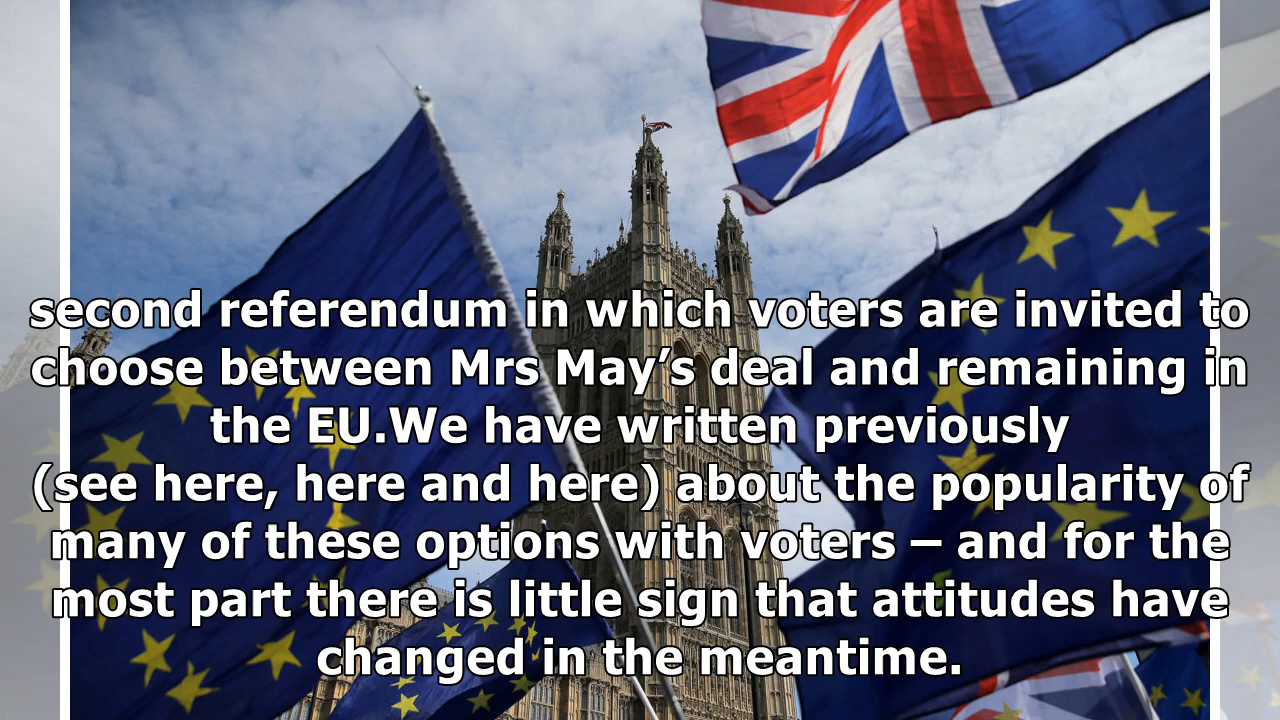 second referendum in which voters are invited to
choose between Mrs May’s deal and remaining in
the EU.We have written previously
(see here, here and here) about the popularity of
many of these options with voters – and for the
most part there is little sign that attitudes have
changed in the meantime.